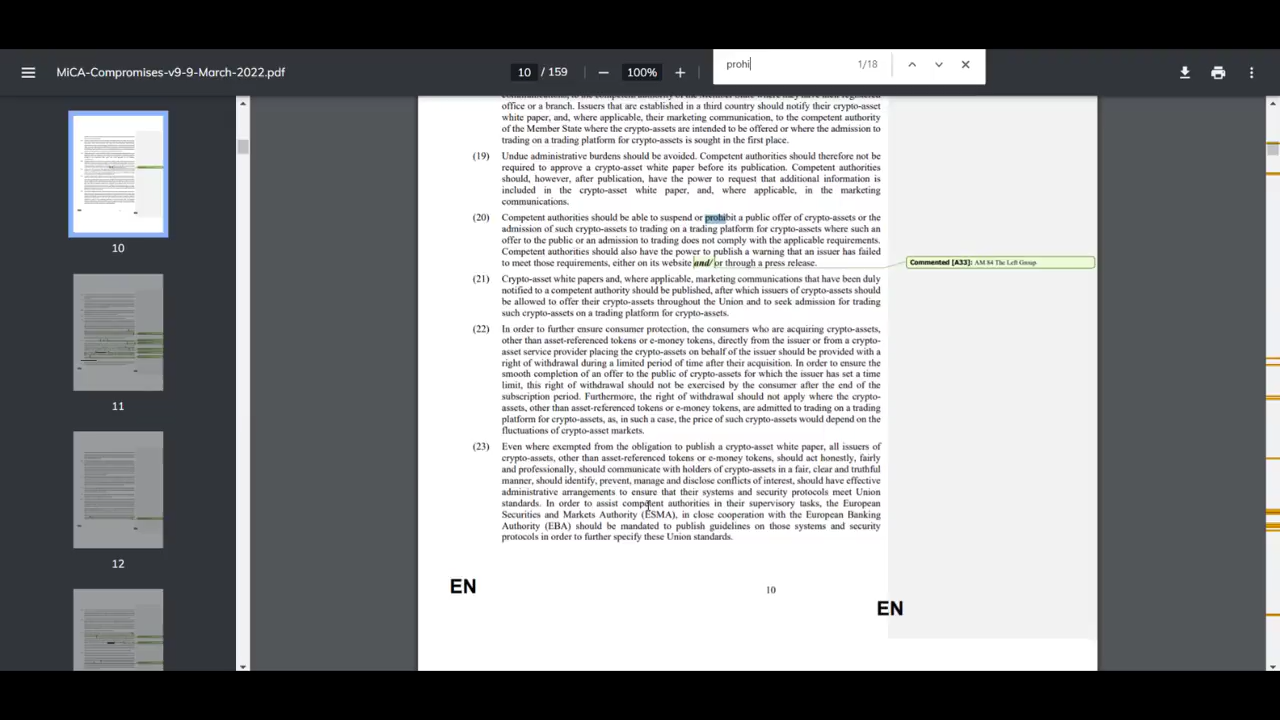 MiCA-Compromises-v9-9-March-2022.pdf
10 / 159
100%
prohi
1/18
office or a branch. Issuers that are established in a third country should notify their crypto-asset
white paper, and, where applicable, their marketing communication, to the competent authority
of the Member State where the crypto-assets are intended to be offered or where the admission to
trading on a trading platform for crypto-assets is sought in the first place.
(19) Undue administrative burdens should be avoided. Competent authorities should therefore not be
required to approve a crypto-asset white paper before its publication. Competent authorities
should, however, after publication, have the power to request that additional information is
included in the crypto-asset white paper, and, where applicable, in the marketing
communications.
(20) Competent authorities should be able to suspend or prohibit a public offer of crypto-assets or the
admission of such crypto-assets to trading on a trading platform for crypto-assets where such an
offer to the public or an admission to trading does not comply with the applicable requirements.
Competent authorities should also have the power to publish a warning that an issuer has failed
to meet those requirements, either on its website and/ or through a press release.
Commented [A33]: AM 84 The Left Group
(21) Crypto-asset white papers and, where applicable, marketing communications that have been duly
notified to a competent authority should be published, after which issuers of crypto-assets should
be allowed to offer their crypto-assets throughout the Union and to seek admission for trading
such crypto-assets on a trading platform for crypto-assets.
(22) In order to further ensure consumer protection, the consumers who are acquiring crypto-assets,
other than asset-referenced tokens or e-money tokens, directly from the issuer or from a crypto-
asset service provider placing the crypto-assets on behalf of the issuer should be provided with a
right of withdrawal during a limited period of time after their acquisition. In order to ensure the
smooth completion of an offer to the public of crypto-assets for which the issuer has set a time
limit, this right of withdrawal should not be exercised by the consumer after the end of the
subscription period. Furthermore, the right of withdrawal should not apply where the crypto-
assets, other than asset-referenced tokens or e-money tokens, are admitted to trading on a trading
platform for crypto-assets, as, in such a case, the price of such crypto-assets would depend on the
fluctuations of crypto-asset markets.
(23) Even where exempted from the obligation to publish a crypto-asset white paper, all issuers of
crypto-assets, other than asset-referenced tokens or e-money tokens, should act honestly, fairly
and professionally, should communicate with holders of crypto-assets in a fair, clear and truthful
manner, should identify, prevent, manage and disclose conflicts of interest, should have effective
administrative arrangements to ensure that their systems and security protocols meet Union
standards. In order to assist competent authorities in their supervisory tasks, the European
Securities and Markets Authority (ESMA), in close cooperation with the European Banking
Authority (EBA) should be mandated to publish guidelines on those systems and security
protocols in order to further specify these Union standards.
EN
10
EN
10
11
12